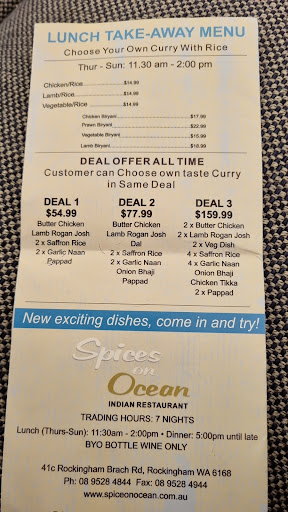 LUNCH TAKE-AWAY MENU
Choose Your Own Curry With Rice
Thur - Sun: 11.30 am - 2:00 pm
Chicken/Rice $14.99
Lamb/Rice $14.99
Vegetable/Rice $14.99
Chicken Biryani $17.99
Prawn Biryani $22.99
Vegetable Biryani $15.99
Lamb Biryani $18.99
DEAL OFFER ALL TIME
Customer can Choose own taste Curry
in Same Deal
DEAL 1
$54.99
Butter Chicken
Lamb Rogan Josh
2 x Saffron Rice
2 x Garlic Naan
Pappad
DEAL 2
$77.99
Butter Chicken
Lamb Rogan Josh
Dal
2 x Saffron Rice
2 x Garlic Naan
Onion Bhaji
Pappad
DEAL 3
$159.99
2 x Butter Chicken
2 x Lamb Rogan Josh
2 x Veg Dish
4 x Saffron Rice
4 x Garlic Naan
Onion Bhaji
Chicken Tikka
2 x Pappad
New exciting dishes, come in and try!
Spices
on
Ocean
INDIAN RESTAURANT
TRADING HOURS: 7 NIGHTS
Lunch (Thurs-Sun): 11:30am - 2:00pm • Dinner: 5:00pm until late
BYO BOTTLE WINE ONLY
41c Rockingham Brach Rd, Rockingham WA 6168
Ph: 08 9528 4844 Fax: 08 9528 4944
www.spiceonocean.com.au